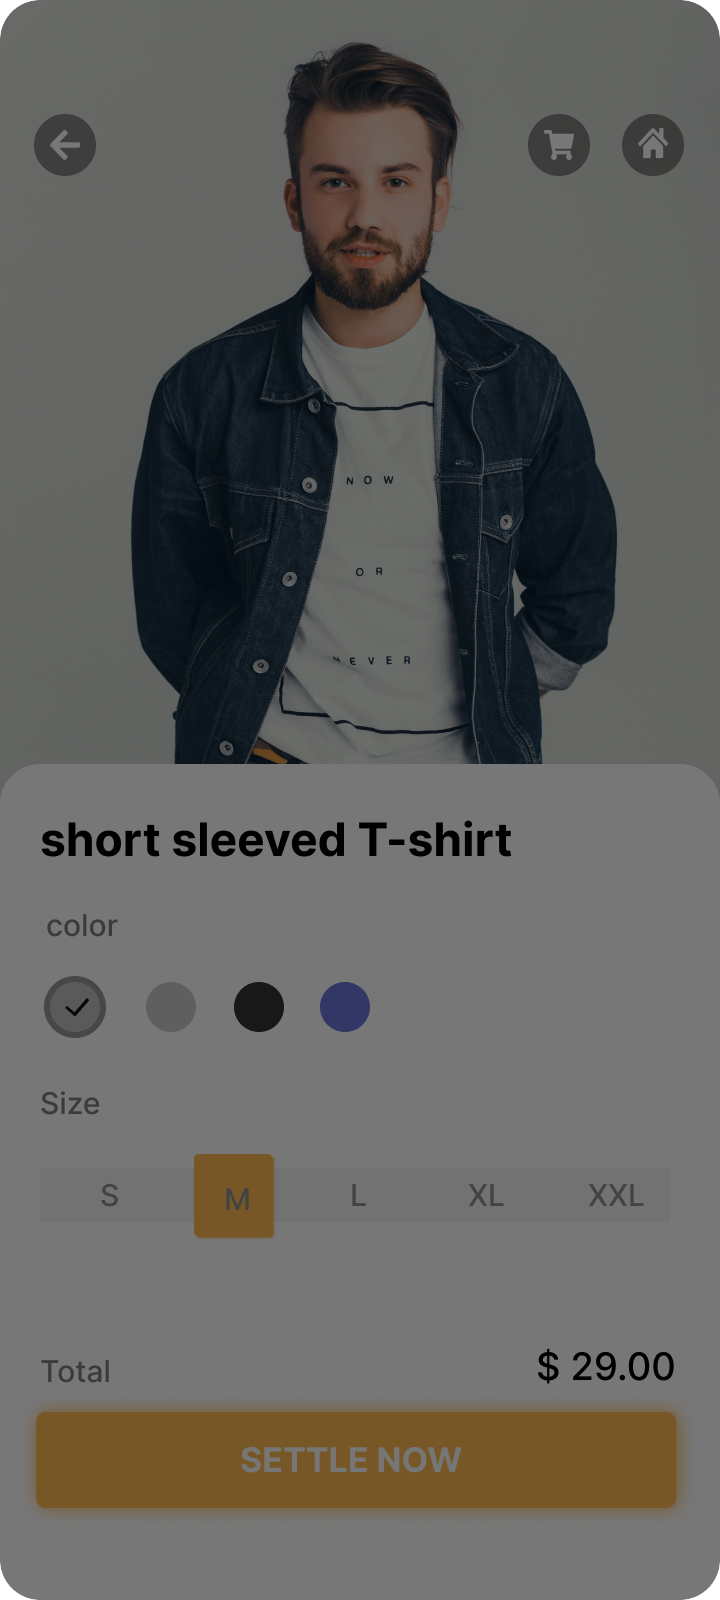 NOW
OR
NEVER
short sleeved T-shirt
color
Size
S M L XL XXL
Total $ 29.00
SETTLE NOW